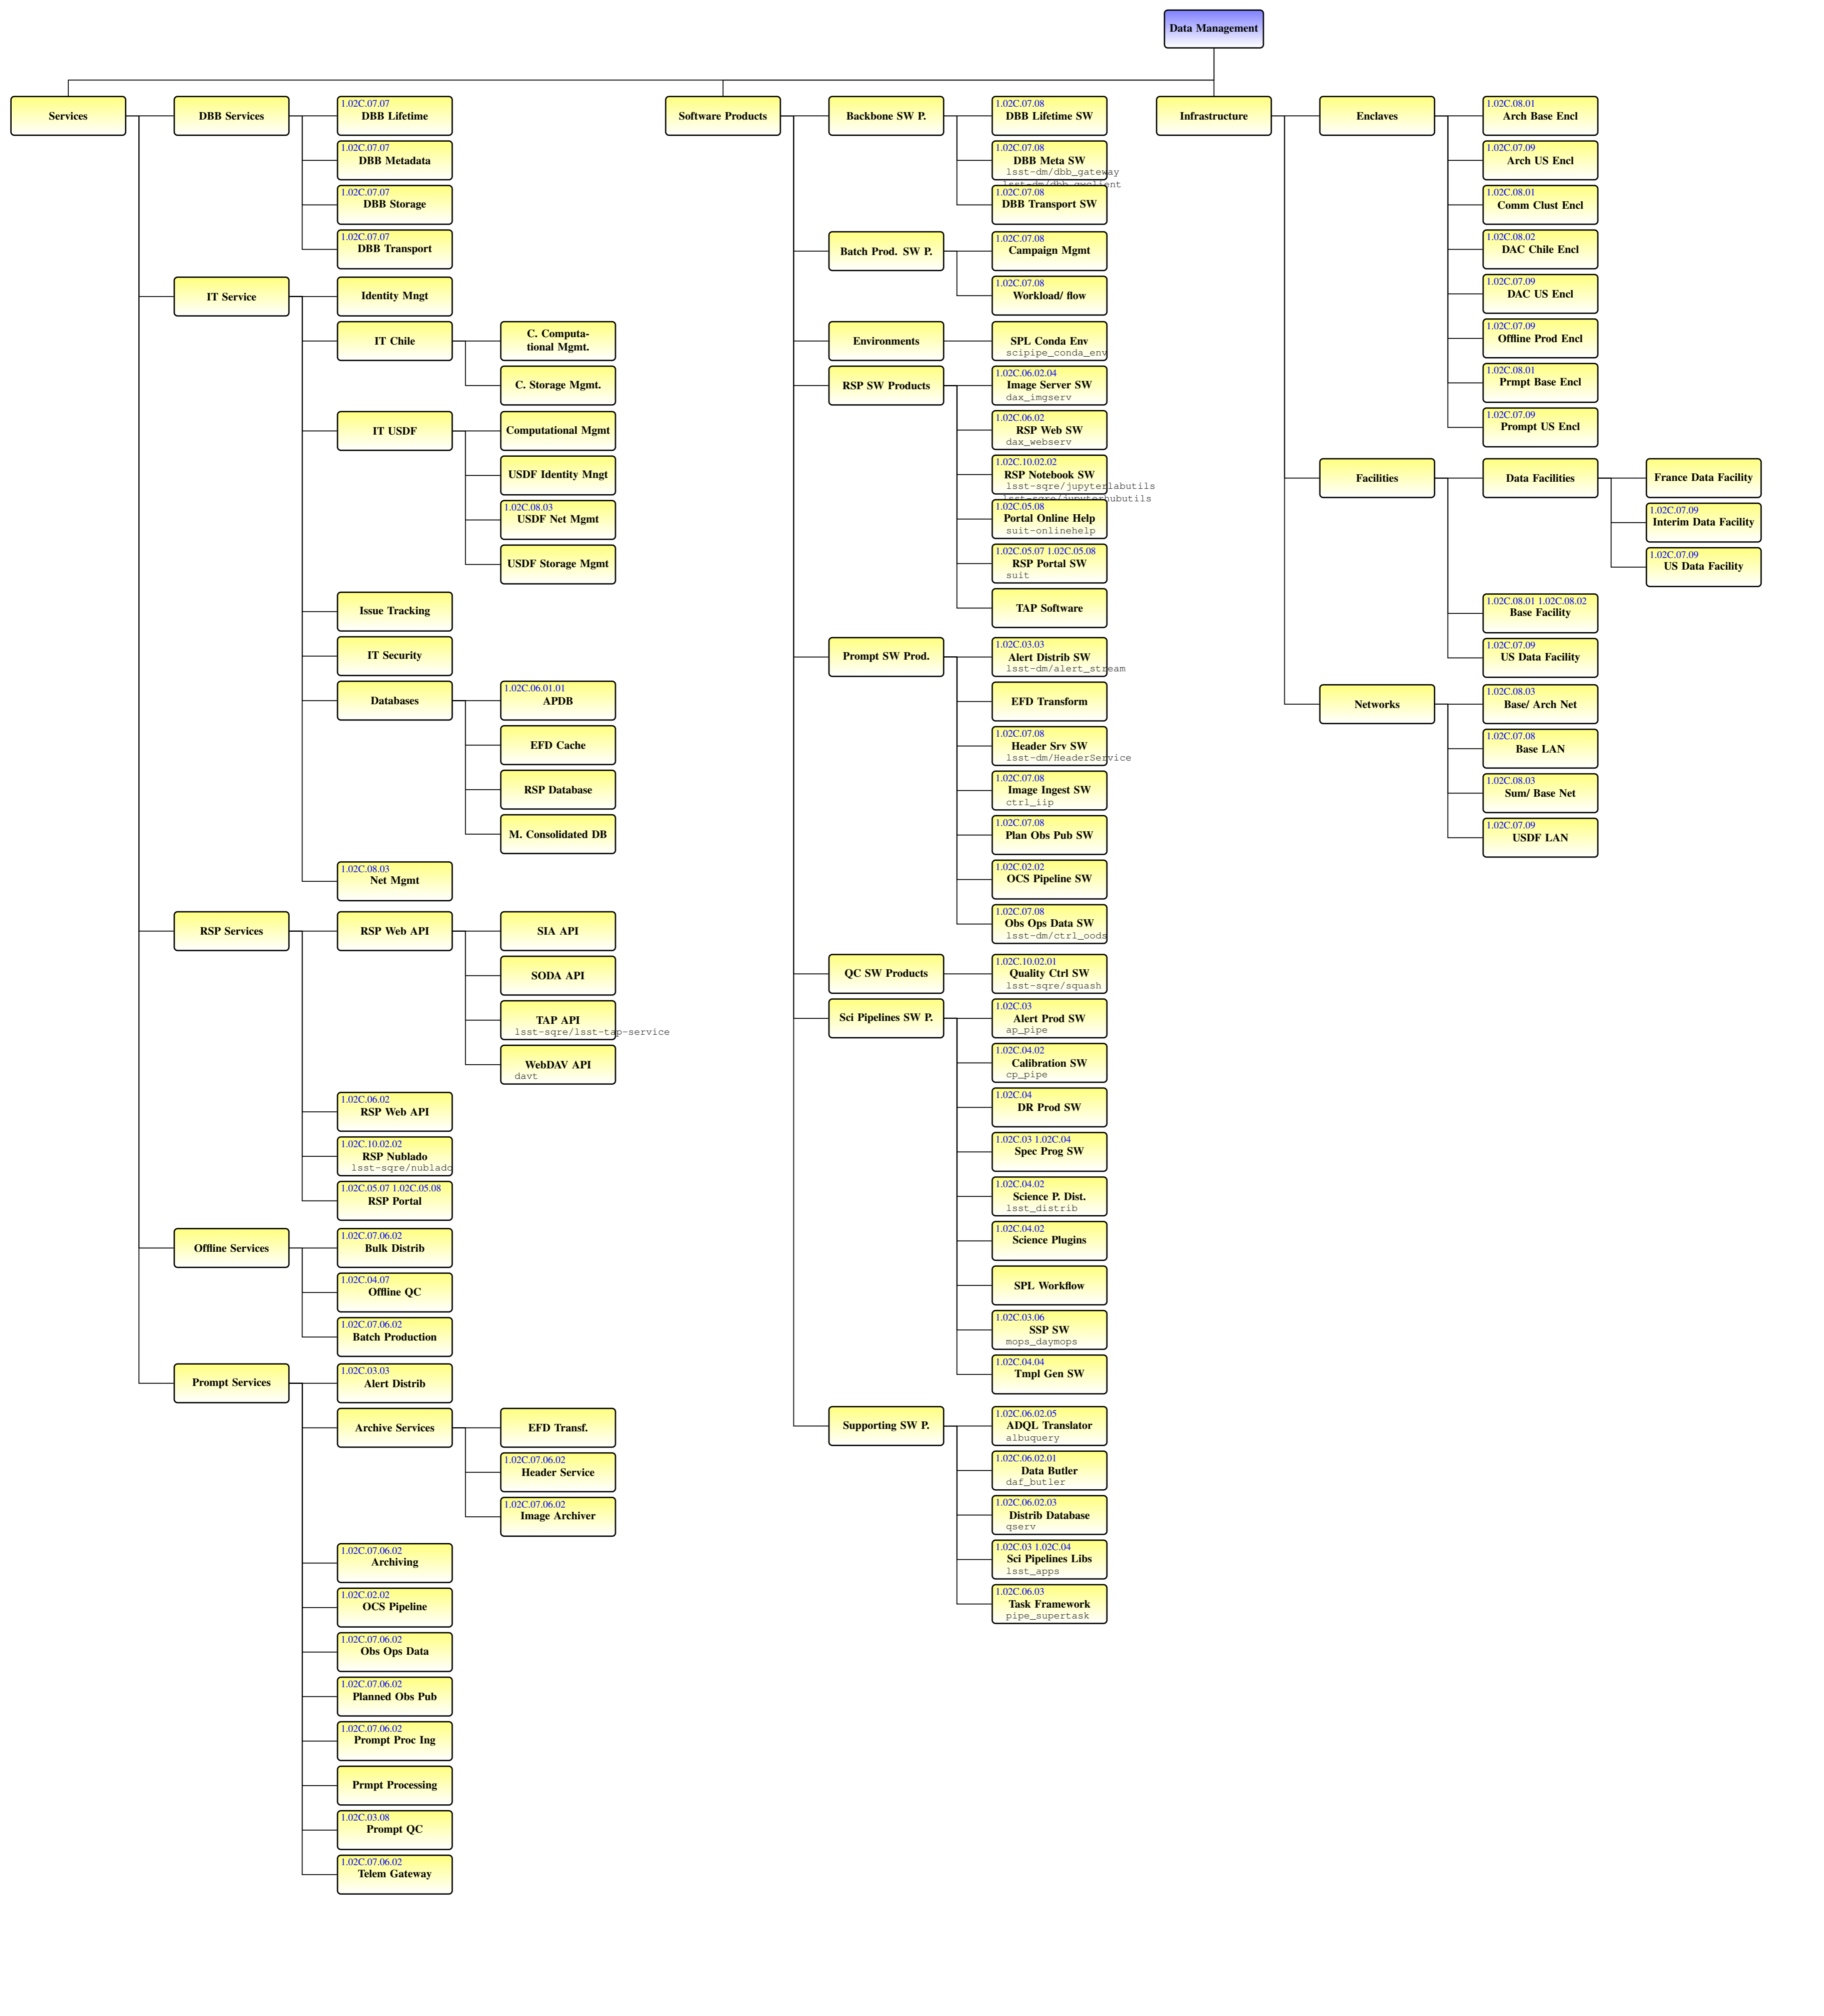 Data Management
Services
DBB Services
1.02C.07.07
DBB Lifetime
1.02C.07.07
DBB Metadata
1.02C.07.07
DBB Storage
1.02C.07.07
DBB Transport
IT Service
Identity Mngt
IT Chile
C. Computa-
tional Mgmt.
C. Storage Mgmt.
IT USDF
Computational Mgmt
USDF Identity Mngt
1.02C.08.03
USDF Net Mgmt
USDF Storage Mgmt
Issue Tracking
IT Security
Databases
1.02C.06.01.01
APDB
EFD Cache
RSP Database
M. Consolidated DB
1.02C.08.03
Net Mgmt
RSP Services
RSP Web API
SIA API
SODA API
TAP API
lsst-sqre/lsst-tap-service
WebDAV API
davt
1.02C.06.02
RSP Web API
1.02C.10.02.02
RSP Nublado
lsst-sqre/nublado
1.02C.05.07 1.02C.05.08
RSP Portal
Offline Services
1.02C.07.06.02
Bulk Distrib
1.02C.04.07
Offline QC
1.02C.07.06.02
Batch Production
Prompt Services
1.02C.03.03
Alert Distrib
Archive Services
EFD Transf.
1.02C.07.06.02
Header Service
1.02C.07.06.02
Image Archiver
1.02C.07.06.02
Archiving
1.02C.02.02
OCS Pipeline
1.02C.07.06.02
Obs Ops Data
1.02C.07.06.02
Planned Obs Pub
1.02C.07.06.02
Prompt Proc Ing
Prmpt Processing
1.02C.03.08
Prompt QC
1.02C.07.06.02
Telem Gateway
Software Products
Backbone SW P.
1.02C.07.08
DBB Lifetime SW
1.02C.07.08
DBB Meta SW
lsst-dm/dbb_gateway
lsst-dm/dbb_gwclient
1.02C.07.08
DBB Transport SW
Batch Prod. SW P.
1.02C.07.08
Campaign Mgmt
1.02C.07.08
Workload/ flow
Environments
SPL Conda Env
scipipe_conda_env
RSP SW Products
1.02C.06.02.04
Image Server SW
dax_imgserv
1.02C.06.02
RSP Web SW
dax_webserv
1.02C.10.02.02
RSP Notebook SW
lsst-sqre/jupyterlabutils
lsst-sqre/jupyterhubutils
1.02C.05.08
Portal Online Help
suit-onlinehelp
1.02C.05.07 1.02C.05.08
RSP Portal SW
suit
TAP Software
Prompt SW Prod.
1.02C.03.03
Alert Distrib SW
lsst-dm/alert_stream
EFD Transform
1.02C.07.08
Header Srv SW
lsst-dm/HeaderService
1.02C.07.08
Image Ingest SW
ctrl_iip
1.02C.07.08
Plan Obs Pub SW
1.02C.02.02
OCS Pipeline SW
1.02C.07.08
Obs Ops Data SW
lsst-dm/ctrl_oods
QC SW Products
1.02C.10.02.01
Quality Ctrl SW
lsst-sqre/squash
Sci Pipelines SW P.
1.02C.03
Alert Prod SW
ap_pipe
1.02C.04.02
Calibration SW
cp_pipe
1.02C.04
DR Prod SW
1.02C.03 1.02C.04
Spec Prog SW
1.02C.04.02
Science P. Dist.
lsst_distrib
1.02C.04.02
Science Plugins
SPL Workflow
1.02C.03.06
SSP SW
mops_daymops
1.02C.04.04
Tmpl Gen SW
Supporting SW P.
1.02C.06.02.05
ADQL Translator
albuquery
1.02C.06.02.01
Data Butler
daf_butler
1.02C.06.02.03
Distrib Database
qserv
1.02C.03 1.02C.04
Sci Pipelines Libs
lsst_apps
1.02C.06.03
Task Framework
pipe_supertask
Infrastructure
Enclaves
1.02C.08.01
Arch Base Encl
1.02C.07.09
Arch US Encl
1.02C.08.01
Comm Clust Encl
1.02C.08.02
DAC Chile Encl
1.02C.07.09
DAC US Encl
1.02C.07.09
Offline Prod Encl
1.02C.08.01
Prmpt Base Encl
1.02C.07.09
Prompt US Encl
Facilities
Data Facilities
France Data Facility
1.02C.07.09
Interim Data Facility
1.02C.07.09
US Data Facility
1.02C.08.01 1.02C.08.02
Base Facility
1.02C.07.09
US Data Facility
Networks
1.02C.08.03
Base/ Arch Net
1.02C.07.08
Base LAN
1.02C.08.03
Sum/ Base Net
1.02C.07.09
USDF LAN